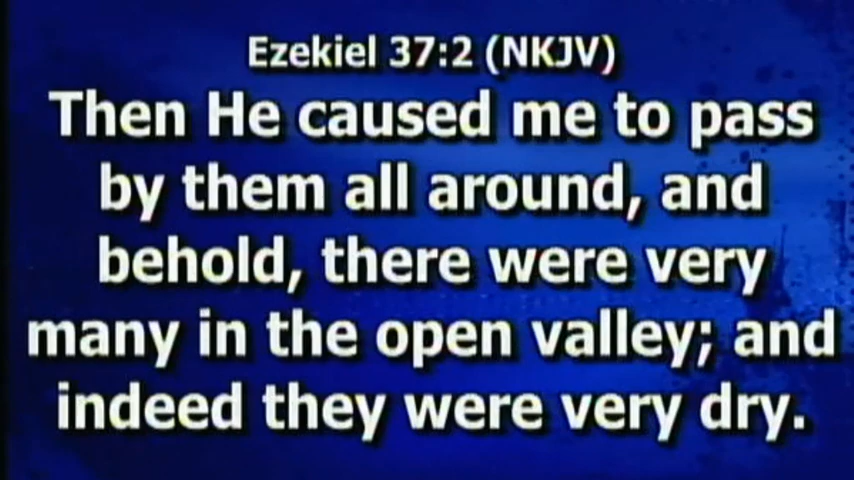 Ezekiel 37:2 (NKJV)
Then He caused me to pass
by them all around, and
behold, there were very
many in the open valley; and
indeed they were very dry.